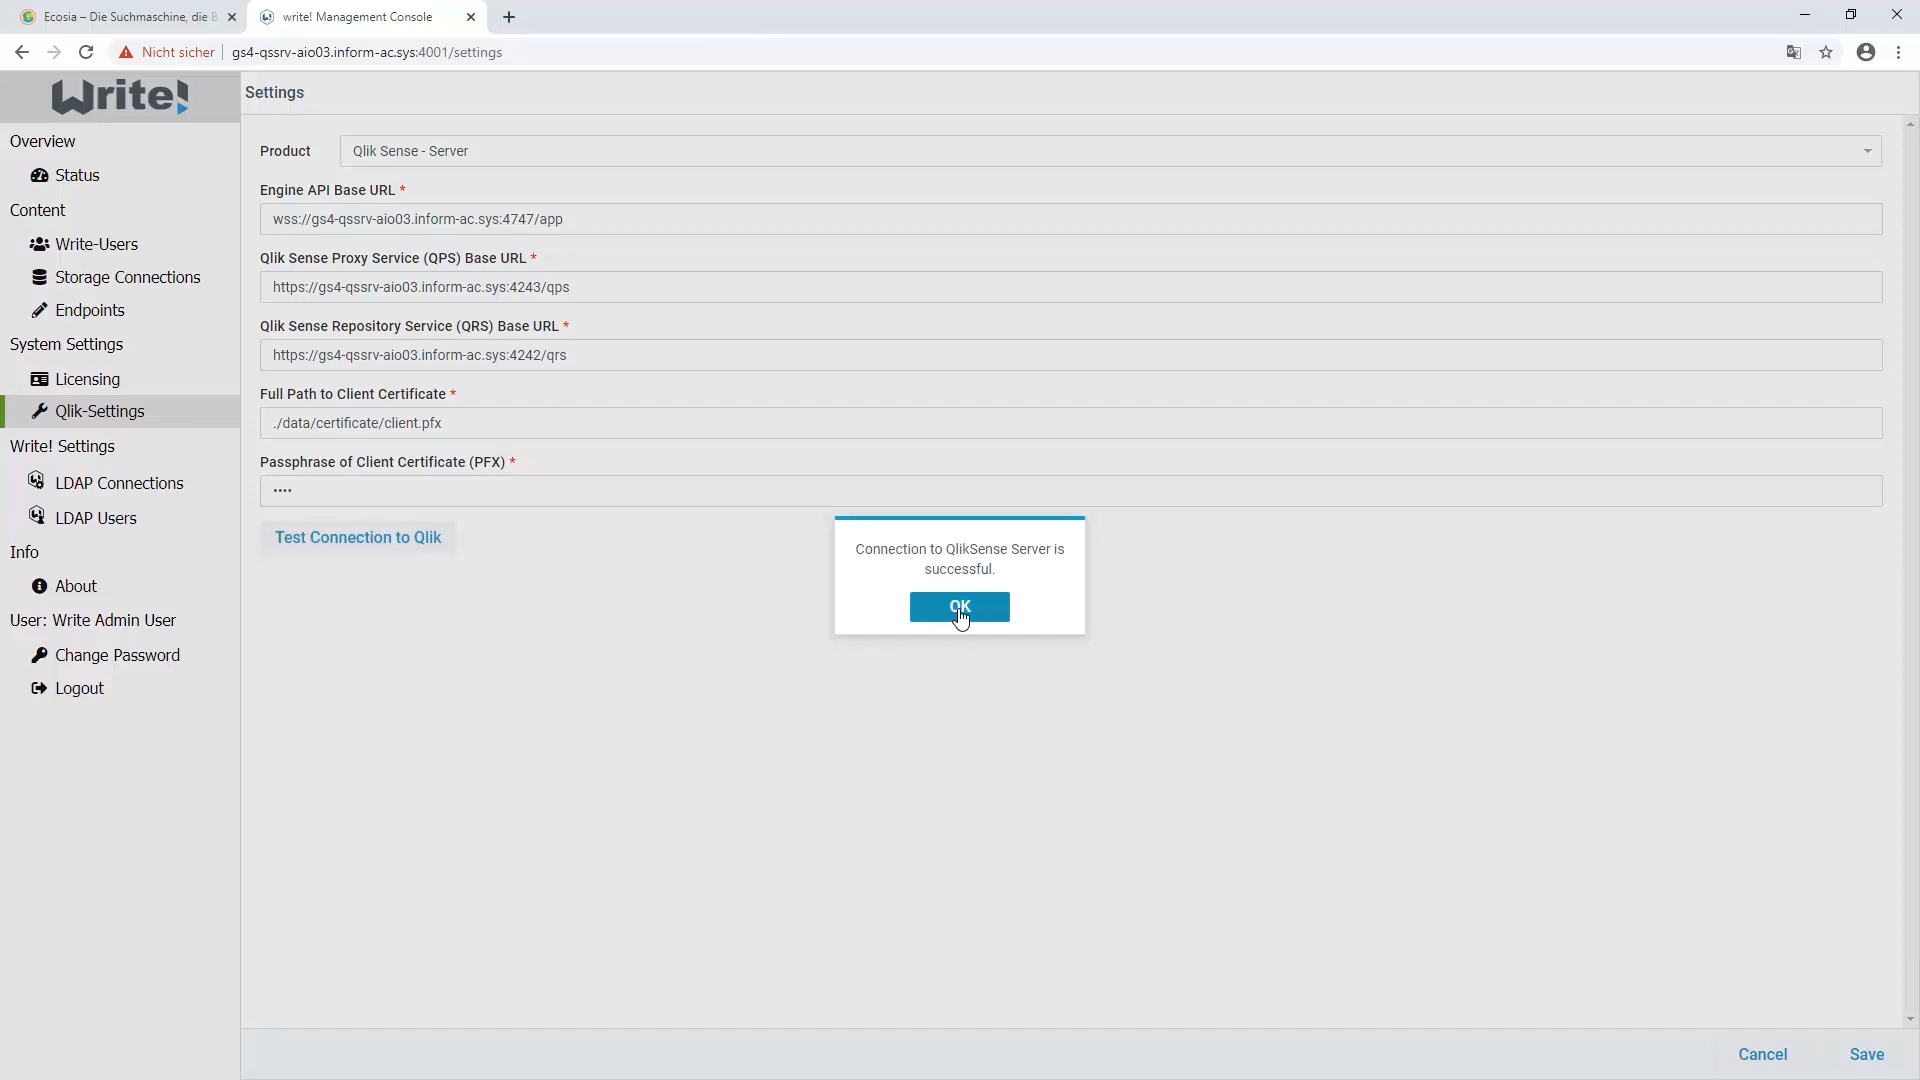 Ecosia – Die Suchmaschine, die B
write! Management Console
Nicht sicher
gs4-qssrv-aio03.inform-ac.sys:4001/settings
Write!
Settings
Overview
Status
Content
Write-Users
Storage Connections
Endpoints
System Settings
Licensing
Qlik-Settings
Write! Settings
LDAP Connections
LDAP Users
Info
About
User: Write Admin User
Change Password
Logout
Product
Qlik Sense - Server
Engine API Base URL *
wss://gs4-qssrv-aio03.inform-ac.sys:4747/app
Qlik Sense Proxy Service (QPS) Base URL *
https://gs4-qssrv-aio03.inform-ac.sys:4243/qps
Qlik Sense Repository Service (QRS) Base URL *
https://gs4-qssrv-aio03.inform-ac.sys:4242/qrs
Full Path to Client Certificate *
./data/certificate/client.pfx
Passphrase of Client Certificate (PFX) *
••••
Test Connection to Qlik
Connection to QlikSense Server is
successful.
OK
Cancel
Save